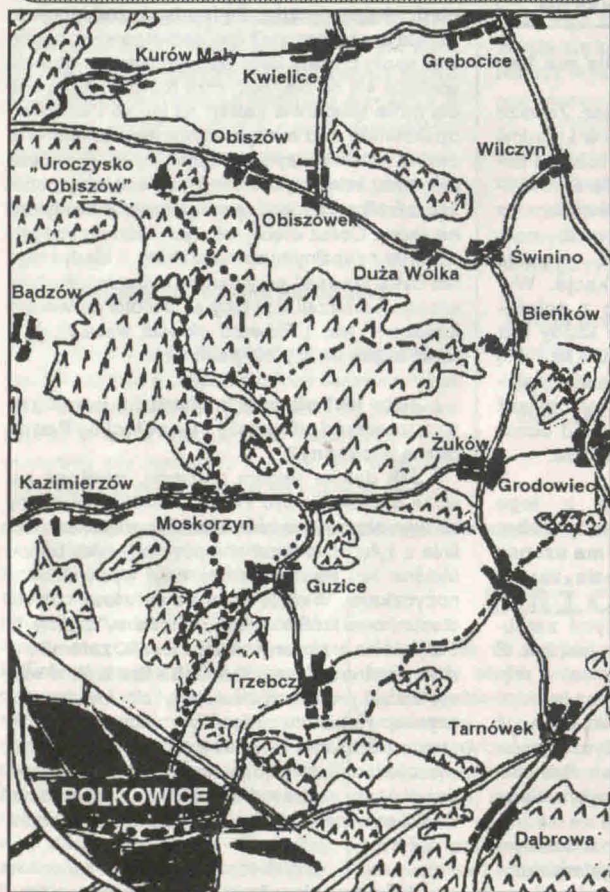 Kurów Mały
Kwielice
Grębocice
Obiszów
Wilczyn
„Uroczysko
Obiszów”
Obiszówek
Duża Wólka
Świnino
Bądzów
Bieńków
Żuków
Kazimierzów
Grodowiec
Moskorzyn
Guzice
Trzebcz
Tarnówek
POLKOWICE
Dąbrowa